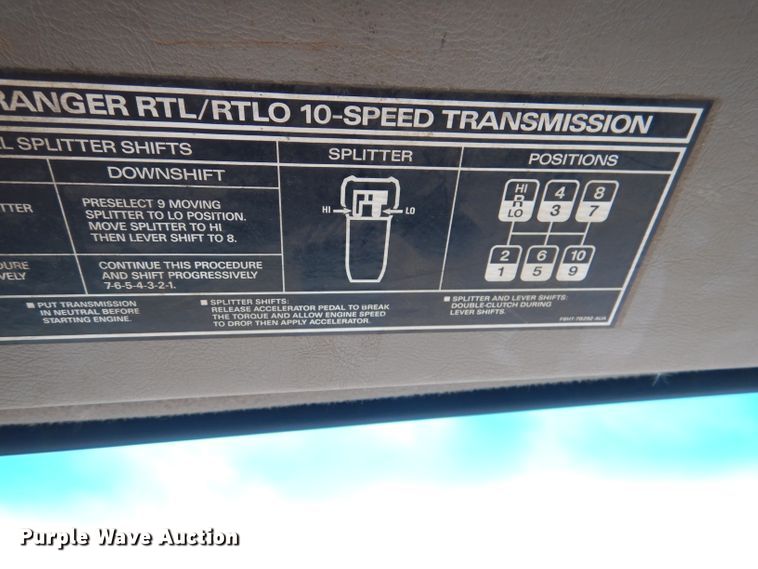 RANGER RTL/RTLO 10-SPEED TRANSMISSION
L SPLITTER SHIFTS
DOWNSHIFT
TTER
PRESELECT 9 MOVING
SPLITTER TO LO POSITION.
MOVE SPLITTER TO HI
THEN LEVER SHIFT TO 8.
DURE
VELY
CONTINUE THIS PROCEDURE
AND SHIFT PROGRESSIVELY
7-6-5-4-3-2-1.
SPLITTER
HI
LO
POSITIONS
HI 4 8
R
LO 3 7
2 6 10
1 5 9
■ PUT TRANSMISSION
IN NEUTRAL BEFORE
STARTING ENGINE.
■ SPLITTER SHIFTS:
RELEASE ACCELERATOR PEDAL TO BREAK
THE TORQUE AND ALLOW ENGINE SPEED
TO DROP, THEN APPLY ACCELERATOR.
■ SPLITTER AND LEVER SHIFTS:
DOUBLE-CLUTCH DURING
LEVER SHIFTS.
Purple Wave Auction